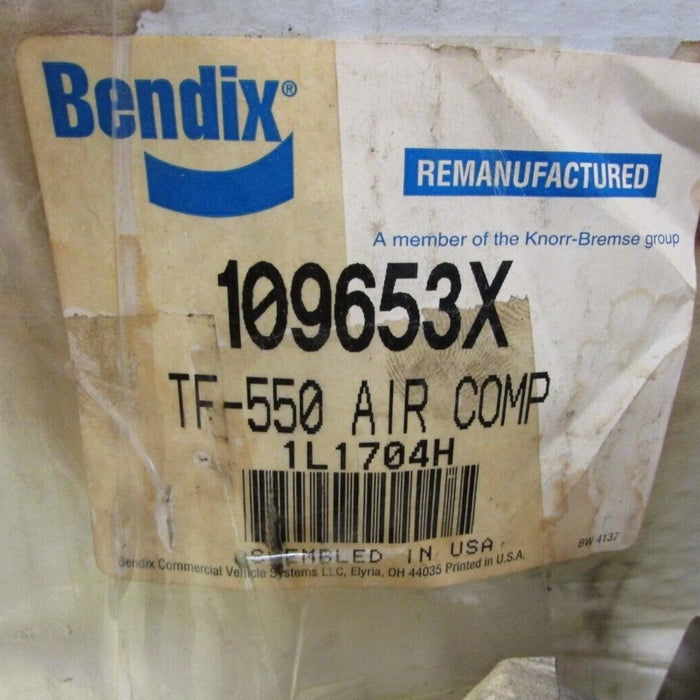 Bendix®
REMANUFACTURED
A member of the Knorr-Bremse group
109653X
TF-550 AIR COMP
1L1704H
ASSEMBLED IN USA
BW 4137
Bendix Commercial Vehicle Systems LLC, Elyria, OH 44035 Printed in U.S.A.